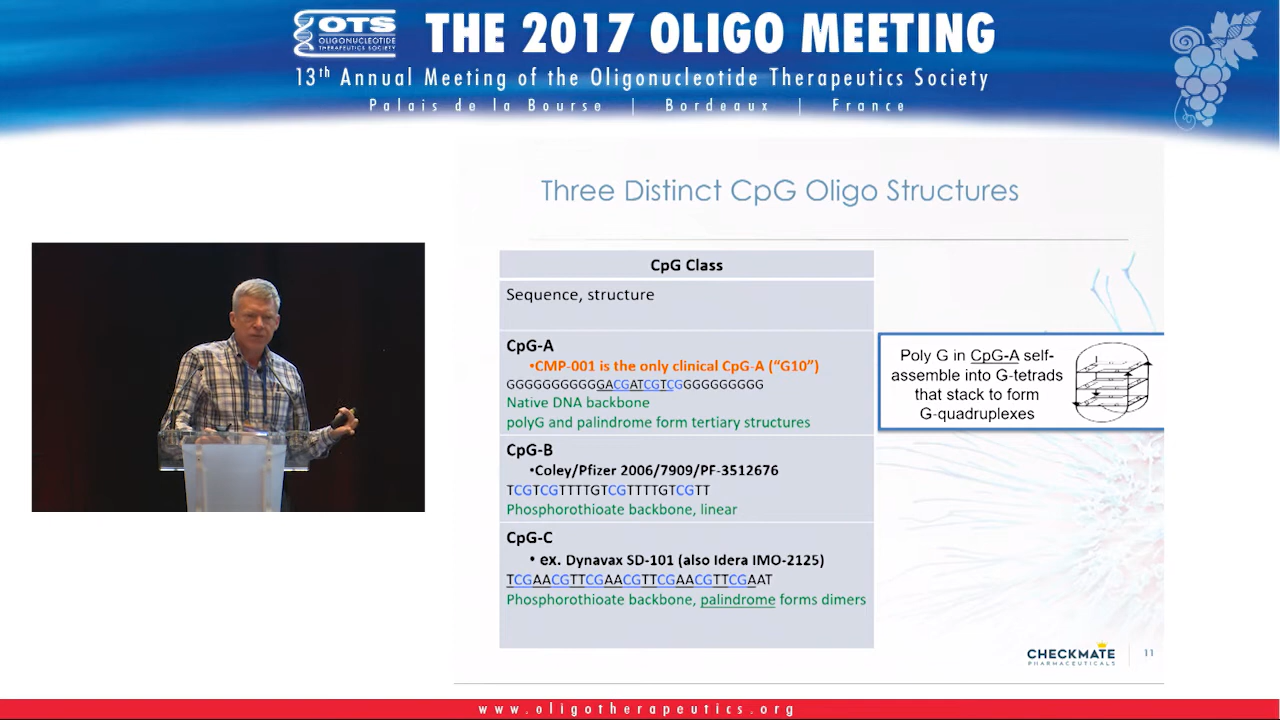 OTS
OLIGONUCLEOTIDE
THERAPEUTICS SOCIETY
THE 2017 OLIGO MEETING
13th Annual Meeting of the Oligonucleotide Therapeutics Society
Palais de la Bourse | Bordeaux | France
Three Distinct CpG Oligo Structures
CpG Class
Sequence, structure
CpG-A
•CMP-001 is the only clinical CpG-A ("G10")
GGGGGGGGGGGACGATCGTCGGGGGGGGGG
Native DNA backbone
polyG and palindrome form tertiary structures
CpG-B
•Coley/Pfizer 2006/7909/PF-3512676
TCGTCGTTTTGTCGTTTTGTCGTT
Phosphorothioate backbone, linear
CpG-C
• ex. Dynavax SD-101 (also Idera IMO-2125)
TCGAACGTTCGAACGTTCGAACGTTCGAAT
Phosphorothioate backbone, palindrome forms dimers
Poly G in CpG-A self-
assemble into G-tetrads
that stack to form
G-quadruplexes
CHECKMATE
PHARMACEUTICALS
11
www.oligotherapeutics.org